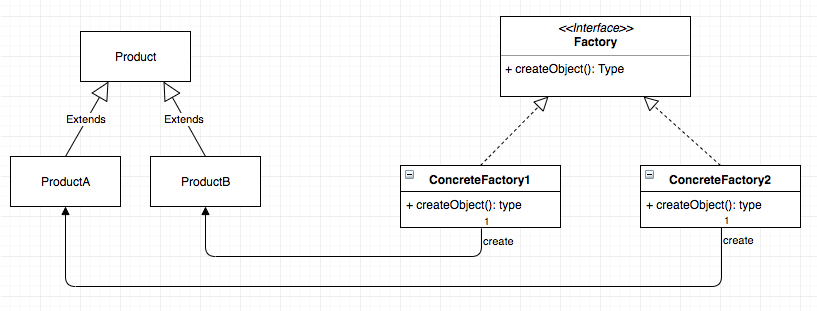 Product
Extends
Extends
ProductA
ProductB
<<Interface>>
Factory
+ createObject(): Type
ConcreteFactory1
+ createObject(): type
1
create
ConcreteFactory2
+ createObject(): type
1
create